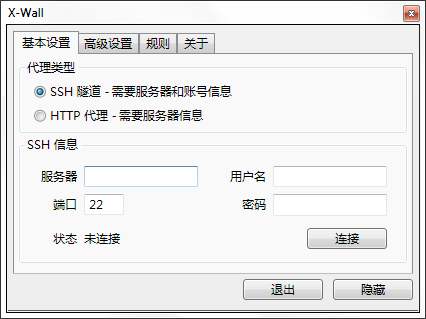 X-Wall
基本设置 高级设置 规则 关于
代理类型
SSH 隧道 - 需要服务器和账号信息
HTTP 代理 - 需要服务器信息
SSH 信息
服务器 用户名
端口 22 密码
状态 未连接 连接
退出 隐藏